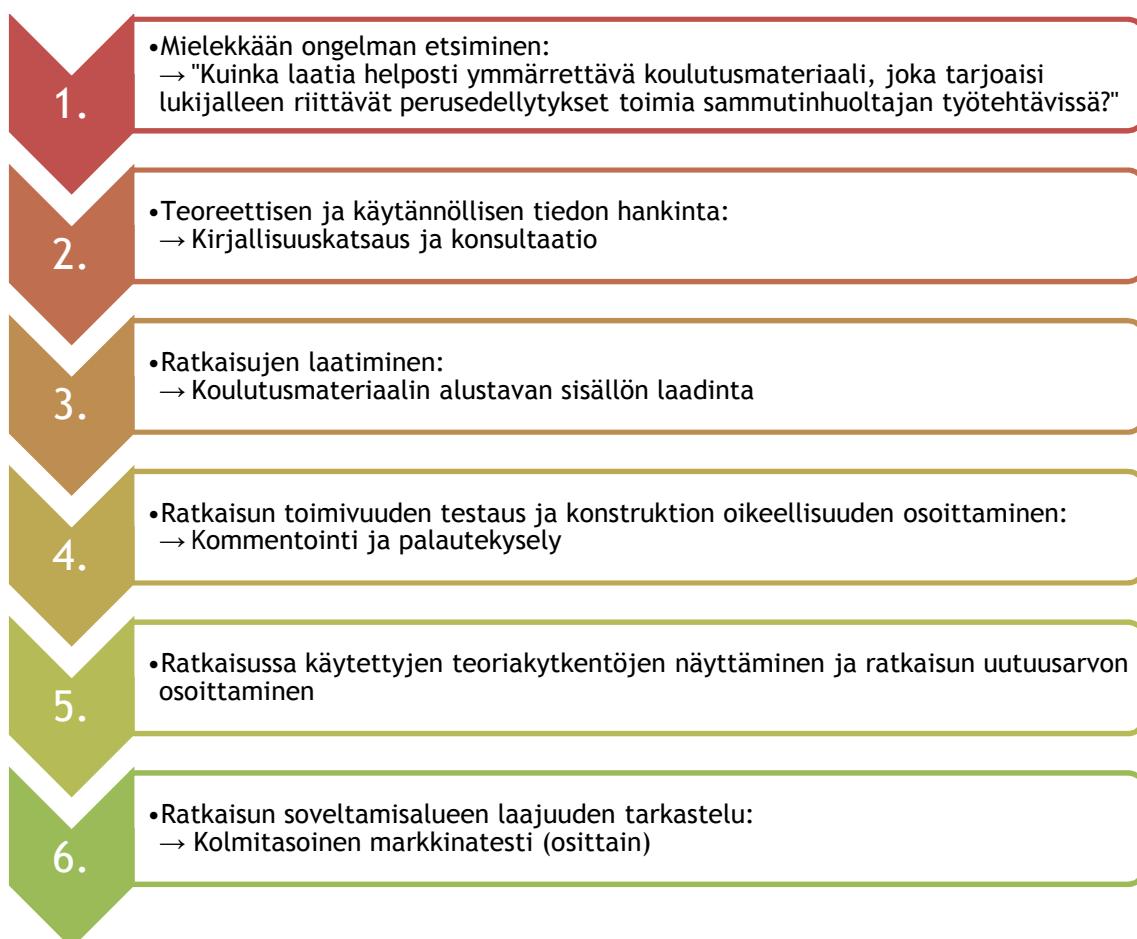 1.
•Mielekkään ongelman etsiminen:
→ "Kuinka laatia helposti ymmärrettävä koulutusmateriaali, joka tarjoaisi
lukijalleen riittävät perusedellytykset toimia sammutinhuoltajan työtehtävissä?"
2.
•Teoreettisen ja käytännöllisen tiedon hankinta:
→ Kirjallisuuskatsaus ja konsultaatio
3.
•Ratkaisujen laatiminen:
→ Koulutusmateriaalin alustavan sisällön laadinta
4.
•Ratkaisun toimivuuden testaus ja konstruktion oikeellisuuden osoittaminen:
→ Kommentointi ja palautekysely
5.
•Ratkaisussa käytettyjen teoriakytkentöjen näyttäminen ja ratkaisun uutuusarvon
osoittaminen
6.
•Ratkaisun soveltamisalueen laajuuden tarkastelu:
→ Kolmitasoinen markkinatesti (osittain)